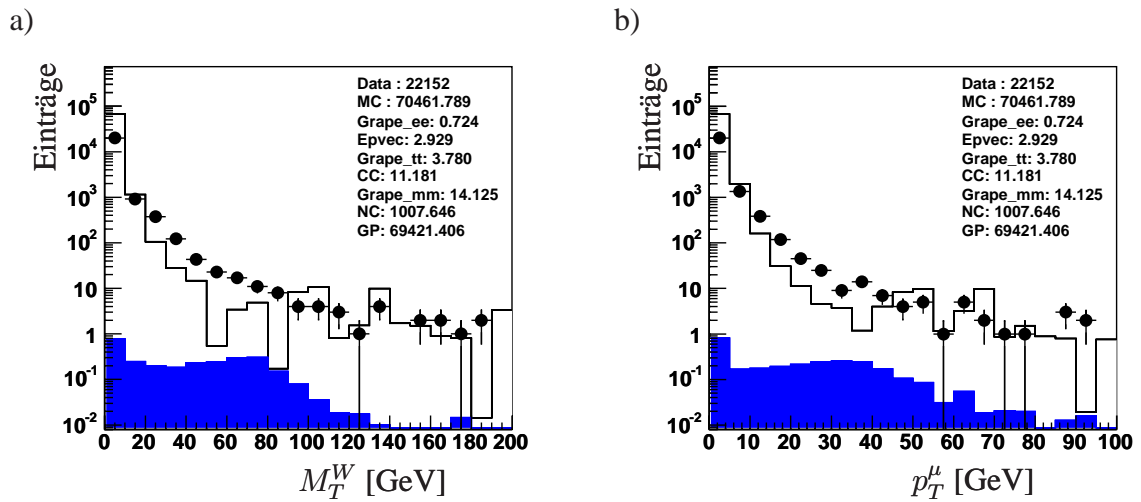 a)
Einträge
Data : 22152
MC : 70461.789
Grape_ee: 0.724
Epvec: 2.929
Grape_tt: 3.780
CC: 11.181
Grape_mm: 14.125
NC: 1007.646
GP: 69421.406
10^5
10^4
10^3
10^2
10
1
10^-1
10^-2
0 20 40 60 80 100 120 140 160 180 200
M_T^W [GeV]
b)
Einträge
Data : 22152
MC : 70461.789
Grape_ee: 0.724
Epvec: 2.929
Grape_tt: 3.780
CC: 11.181
Grape_mm: 14.125
NC: 1007.646
GP: 69421.406
10^5
10^4
10^3
10^2
10
1
10^-1
10^-2
0 10 20 30 40 50 60 70 80 90 100
p_T^μ [GeV]